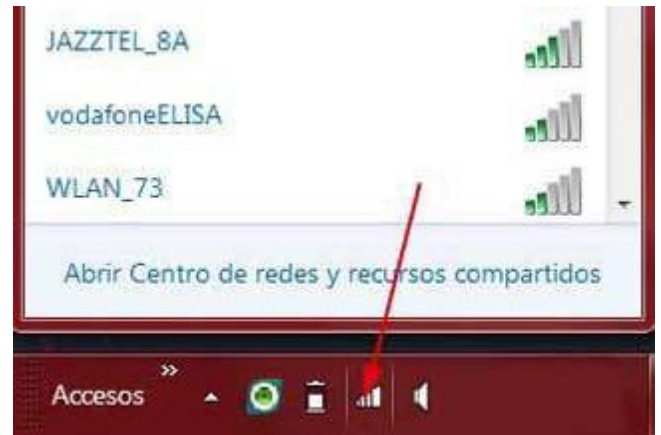 JAZZTEL_8A
vodafoneELISA
WLAN_73
Abrir Centro de redes y recursos compartidos
Accesos »